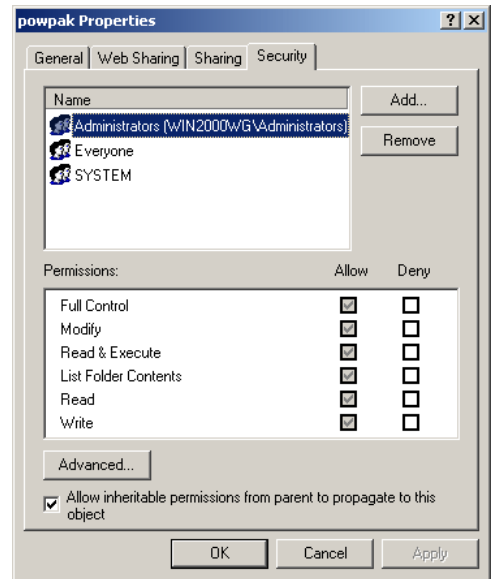 powpak Properties
General Web Sharing Sharing Security
Name
Add...
Administrators (WIN2000WG\Administrators)
Remove
Everyone
SYSTEM
Permissions: Allow Deny
Full Control
Modify
Read & Execute
List Folder Contents
Read
Write
Advanced...
Allow inheritable permissions from parent to propagate to this
object
OK Cancel Apply